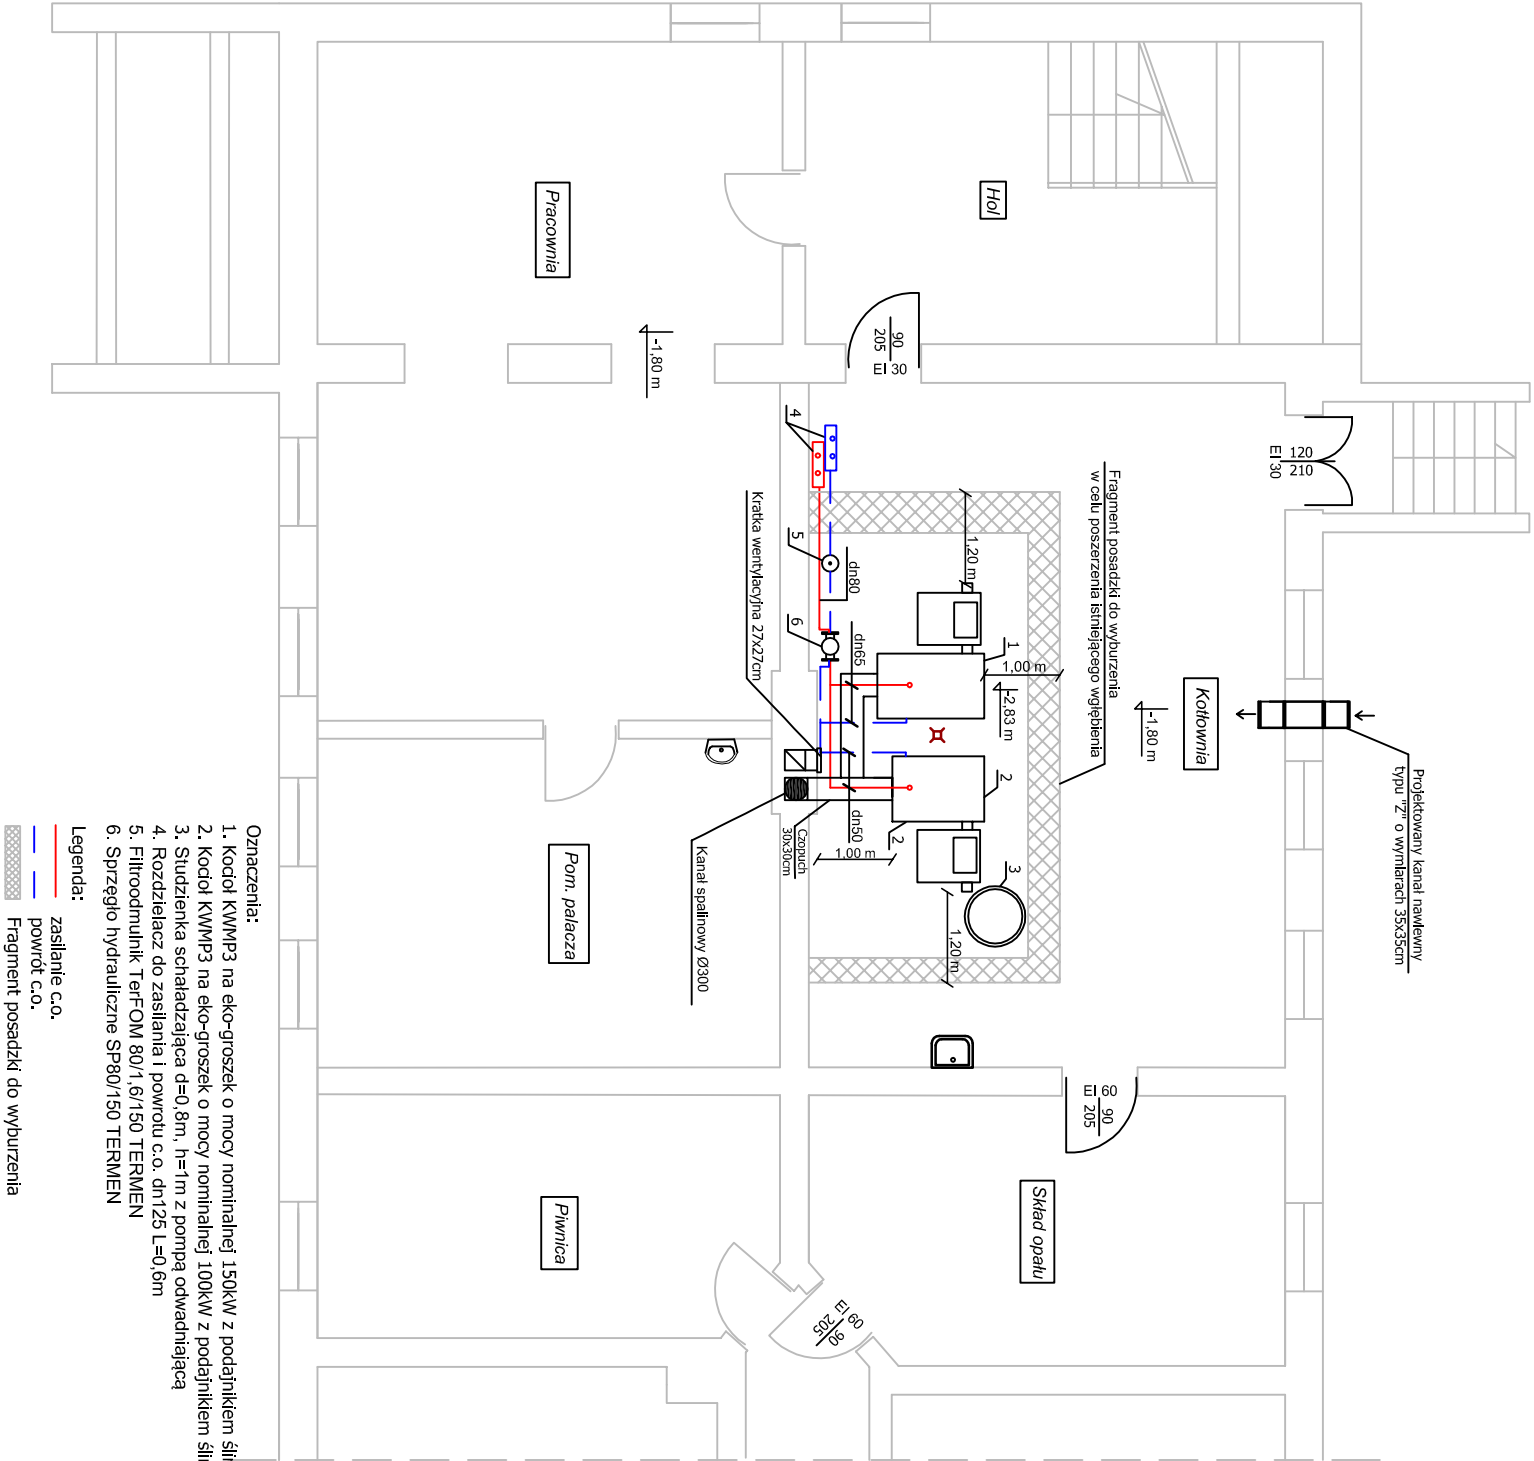 Hol
Pracownia
-1,80 m
90
205
EI 30
120
210
EI 30
4
Fragment posadzki do wyburzenia
w celu poszerzenia istniejącego wgłębienia
Kratka wentylacyjna 27x27cm
5
dn80
6
dn65
1,20 m
1
1,00 m
-2,83 m
-1,80 m
Kotłownia
Projektowany kanał nawiewny
typu "Z" o wymiarach 35x35cm
2
2
dn50
1,00 m
Czopuch
30x30cm
Kanał spalinowy Ø300
3
1,20 m
Pom. palacza
EI 60
90
205
Skład opału
Piwnica
EI 60
90
205
Oznaczenia:
1. Kocioł KWMP3 na eko-groszek o mocy nominalnej 150kW z podajnikiem
2. Kocioł KWMP3 na eko-groszek o mocy nominalnej 100kW z podajnikiem
3. Studzienka schaładzająca d=0,8m, h=1m z pompą odwadniającą
4. Rozdzielacz do zasilania i powrotu c.o. dn125 L=0,6m
5. Filtroodmulnik TerFOM 80/1,6/150 TERMEN
6. Sprzęgło hydrauliczne SP80/150 TERMEN
Legenda:
zasilanie c.o.
powrót c.o.
Fragment posadzki do wyburzenia